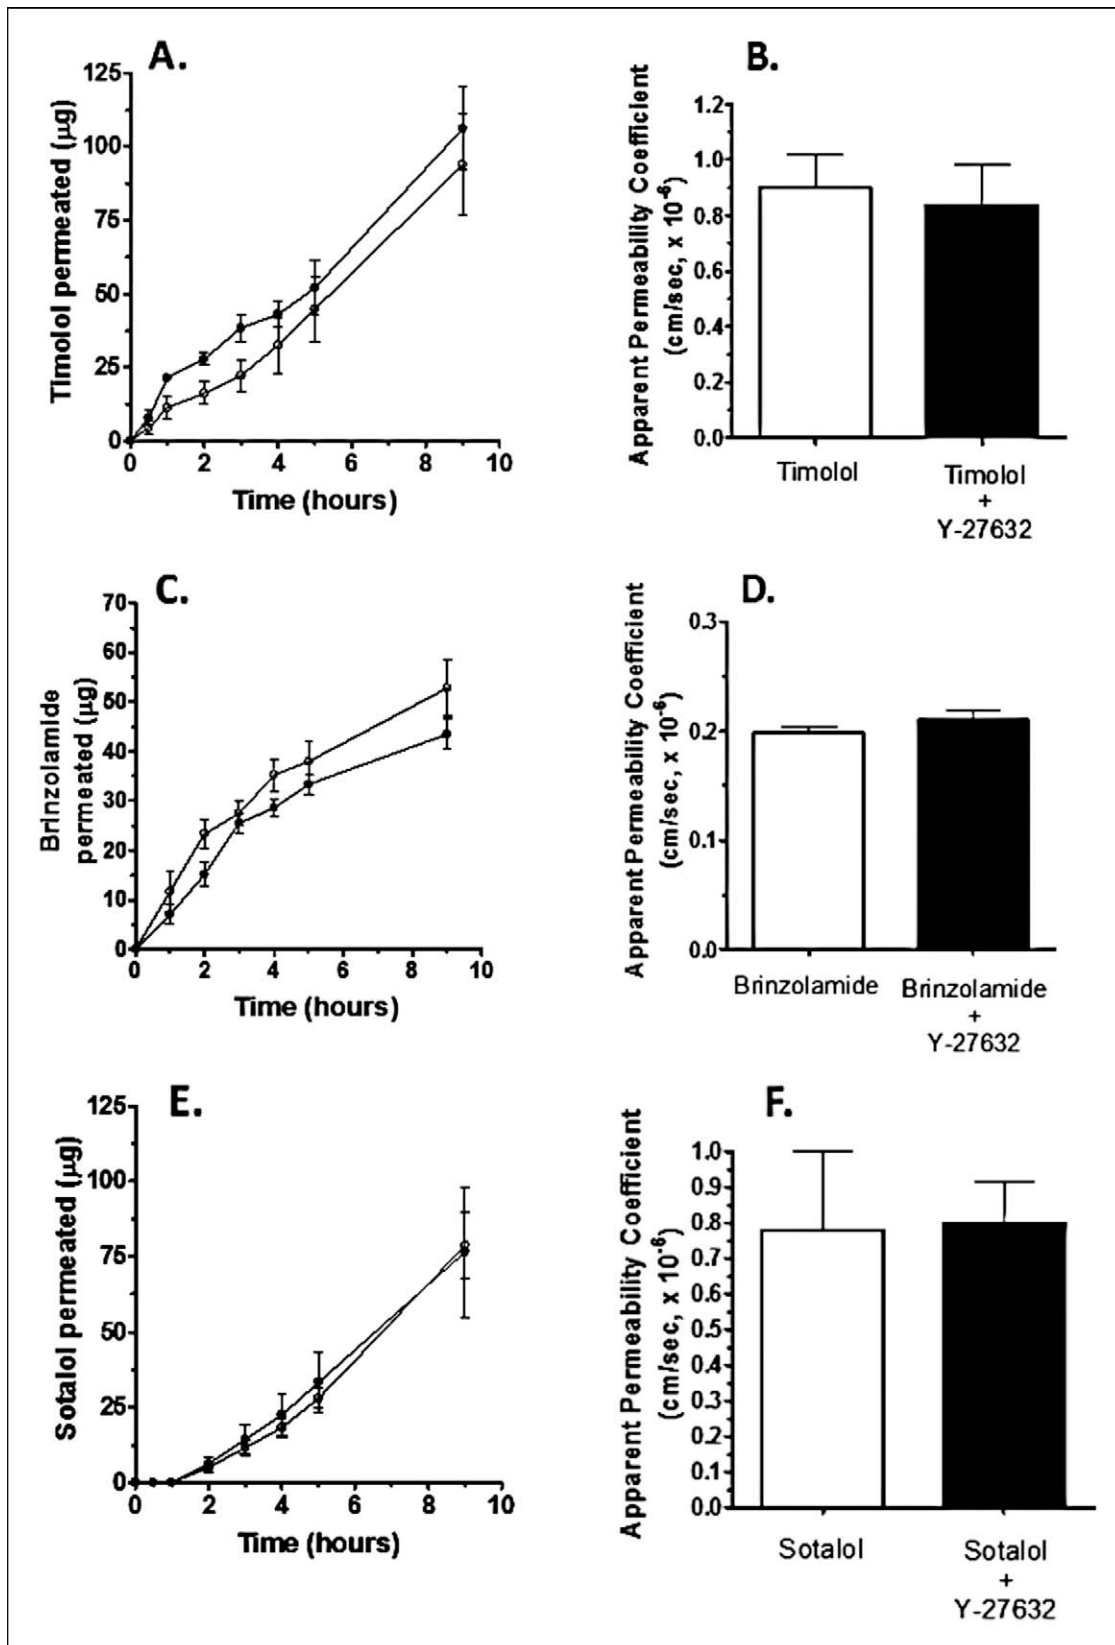 A.
Timolol permeated (µg)
125
100
75
50
25
0
0 2 4 6 8 10
Time (hours)
B.
Apparent Permeability Coefficient
(cm/sec, x 10⁻⁶)
1.2
1.0
0.8
0.6
0.4
0.2
0.0
Timolol
Timolol
+
Y-27632
C.
Brinzolamide
permeated (µg)
70
60
50
40
30
20
10
0
0 2 4 6 8 10
Time (hours)
D.
Apparent Permeability Coefficient
(cm/sec, x 10⁻⁶)
0.3
0.2
0.1
0.0
Brinzolamide
Brinzolamide
+
Y-27632
E.
Sotalol permeated (µg)
125
100
75
50
25
0
0 2 4 6 8 10
Time (hours)
F.
Apparent Permeability Coefficient
(cm/sec, x 10⁻⁶)
1.0
0.9
0.8
0.7
0.6
0.5
0.4
0.3
0.2
0.1
0.0
Sotalol
Sotalol
+
Y-27632